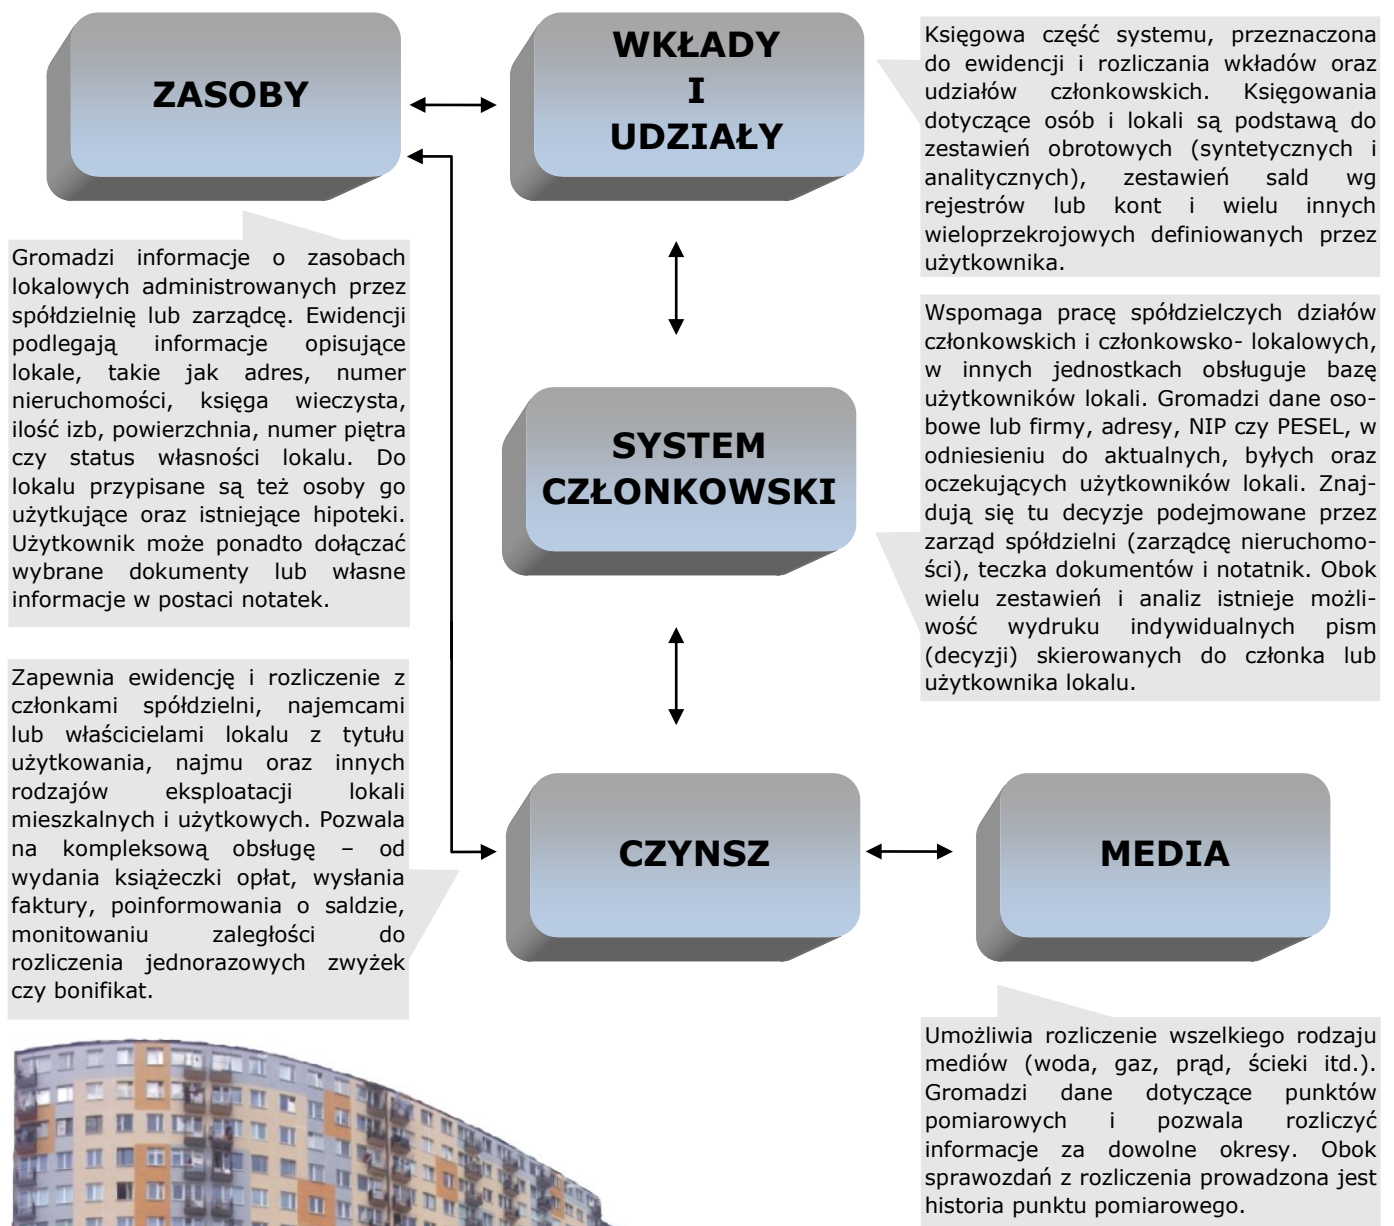 ZASOBY
WKŁADY
I
UDZIAŁY
Księgowa część systemu, przeznaczona
do ewidencji i rozliczania wkładów oraz
udziałów członkowskich. Księgowania
dotyczące osób i lokali są podstawą do
zestawień obrotowych (syntetycznych i
analitycznych), zestawień sald wg
rejestrów lub kont i wielu innych
wieloprzekrojowych definiowanych przez
użytkownika.
Gromadzi informacje o zasobach
lokalowych administrowanych przez
spółdzielnię lub zarządcę. Ewidencji
podlegają informacje opisujące
lokale, takie jak adres, numer
nieruchomości, księga wieczysta,
ilość izb, powierzchnia, numer piętra
czy status własności lokalu. Do
lokalu przypisane są też osoby go
użytkujące oraz istniejące hipoteki.
Użytkownik może ponadto dołączać
wybrane dokumenty lub własne
informacje w postaci notatek.
SYSTEM
CZŁONKOWSKI
Wspomaga pracę spółdzielczych działów
członkowskich i członkowsko- lokalowych,
w innych jednostkach obsługuje bazę
użytkowników lokali. Gromadzi dane oso-
bowe lub firmy, adresy, NIP czy PESEL, w
odniesieniu do aktualnych, byłych oraz
oczekujących użytkowników lokali. Znaj-
dują się tu decyzje podejmowane przez
zarząd spółdzielni (zarządcę nieruchomo-
ści), teczka dokumentów i notatnik. Obok
wielu zestawień i analiz istnieje możli-
wość wydruku indywidualnych pism
(decyzji) skierowanych do członka lub
użytkownika lokalu.
Zapewnia ewidencję i rozliczenie z
członkami spółdzielni, najemcami
lub właścicielami lokalu z tytułu
użytkowania, najmu oraz innych
rodzajów eksploatacji lokali
mieszkalnych i użytkowych. Pozwala
na kompleksową obsługę – od
wydania książeczki opłat, wysłania
faktury, poinformowania o saldzie,
monitowaniu zaległości do
rozliczenia jednorazowych zwyżek
czy bonifikat.
CZYNSZ
MEDIA
Umożliwia rozliczenie wszelkiego rodzaju
mediów (woda, gaz, prąd, ścieki itd.).
Gromadzi dane dotyczące punktów
pomiarowych i pozwala rozliczyć
informacje za dowolne okresy. Obok
sprawozdań z rozliczenia prowadzona jest
historia punktu pomiarowego.